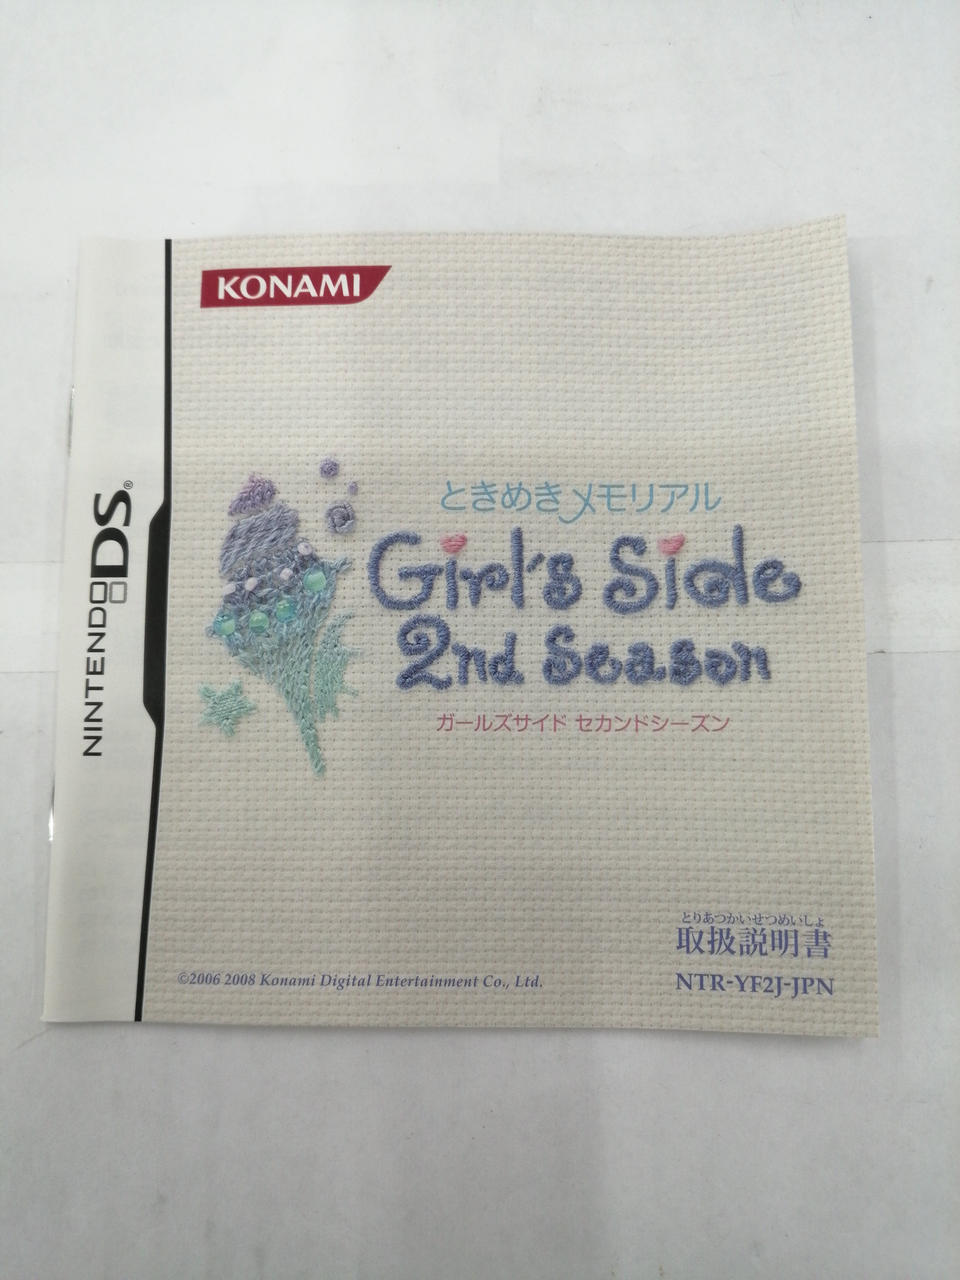 KONAMI
NINTENDO DS®
ときめきメモリアル
Girl's Side
2nd Season
ガールズサイド セカンドシーズン
とりあつかいせつめいしょ
取扱説明書
©2006 2008 Konami Digital Entertainment Co., Ltd.
NTR-YF2J-JPN